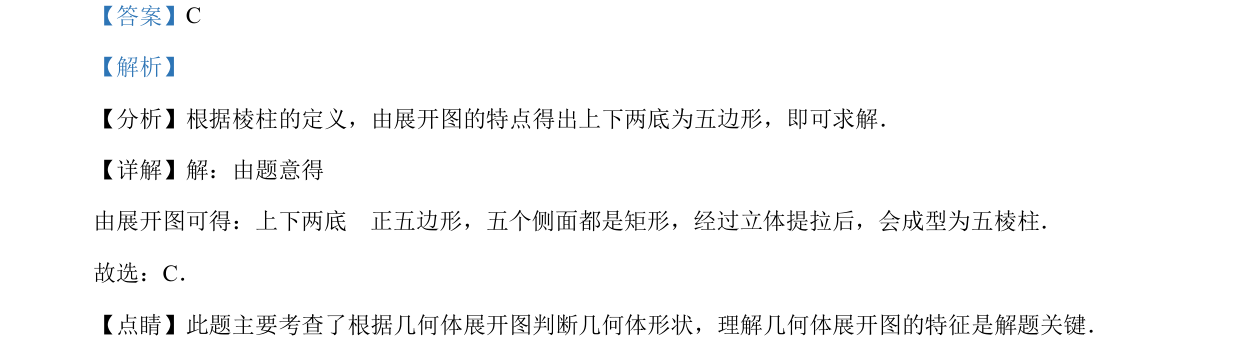 【答案】C
【解析】
【分析】根据棱柱的定义，由展开图的特点得出上下两底为五边形，即可求解．
【详解】解：由题意得
由展开图可得：上下两底　正五边形，五个侧面都是矩形，经过立体提拉后，会成型为五棱柱．
故选：C．
【点睛】此题主要考查了根据几何体展开图判断几何体形状，理解几何体展开图的特征是解题关键．